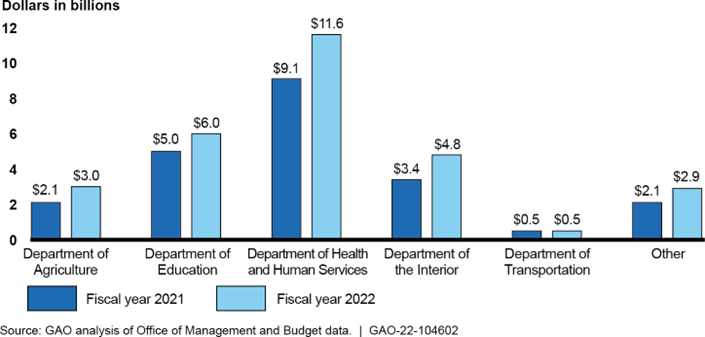 Dollars in billions
12
10
8
6
4
2
0
$2.1
$3.0
$5.0
$6.0
$9.1
$11.6
$3.4
$4.8
$0.5
$0.5
$2.1
$2.9
Department of
Agriculture
Department of
Education
Department of Health
and Human Services
Department of
the Interior
Department of
Transportation
Other
Fiscal year 2021
Fiscal year 2022
Source: GAO analysis of Office of Management and Budget data. | GAO-22-104602